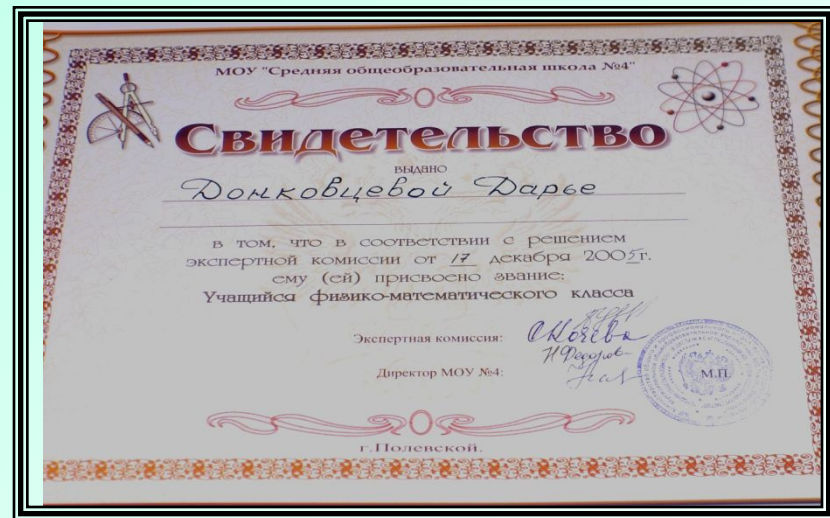 МОУ "Средняя общеобразовательная школа №4"
Свидетельство
выдано
Донковцевой Дарье
в том, что в соответствии с решением
экспертной комиссии от 17 декабря 2005г.
ему (ей) присвоено звание:
Учащийся физико-математического класса
Экспертная комиссия:
Директор МОУ №4:
М.П.
г.Полевской.